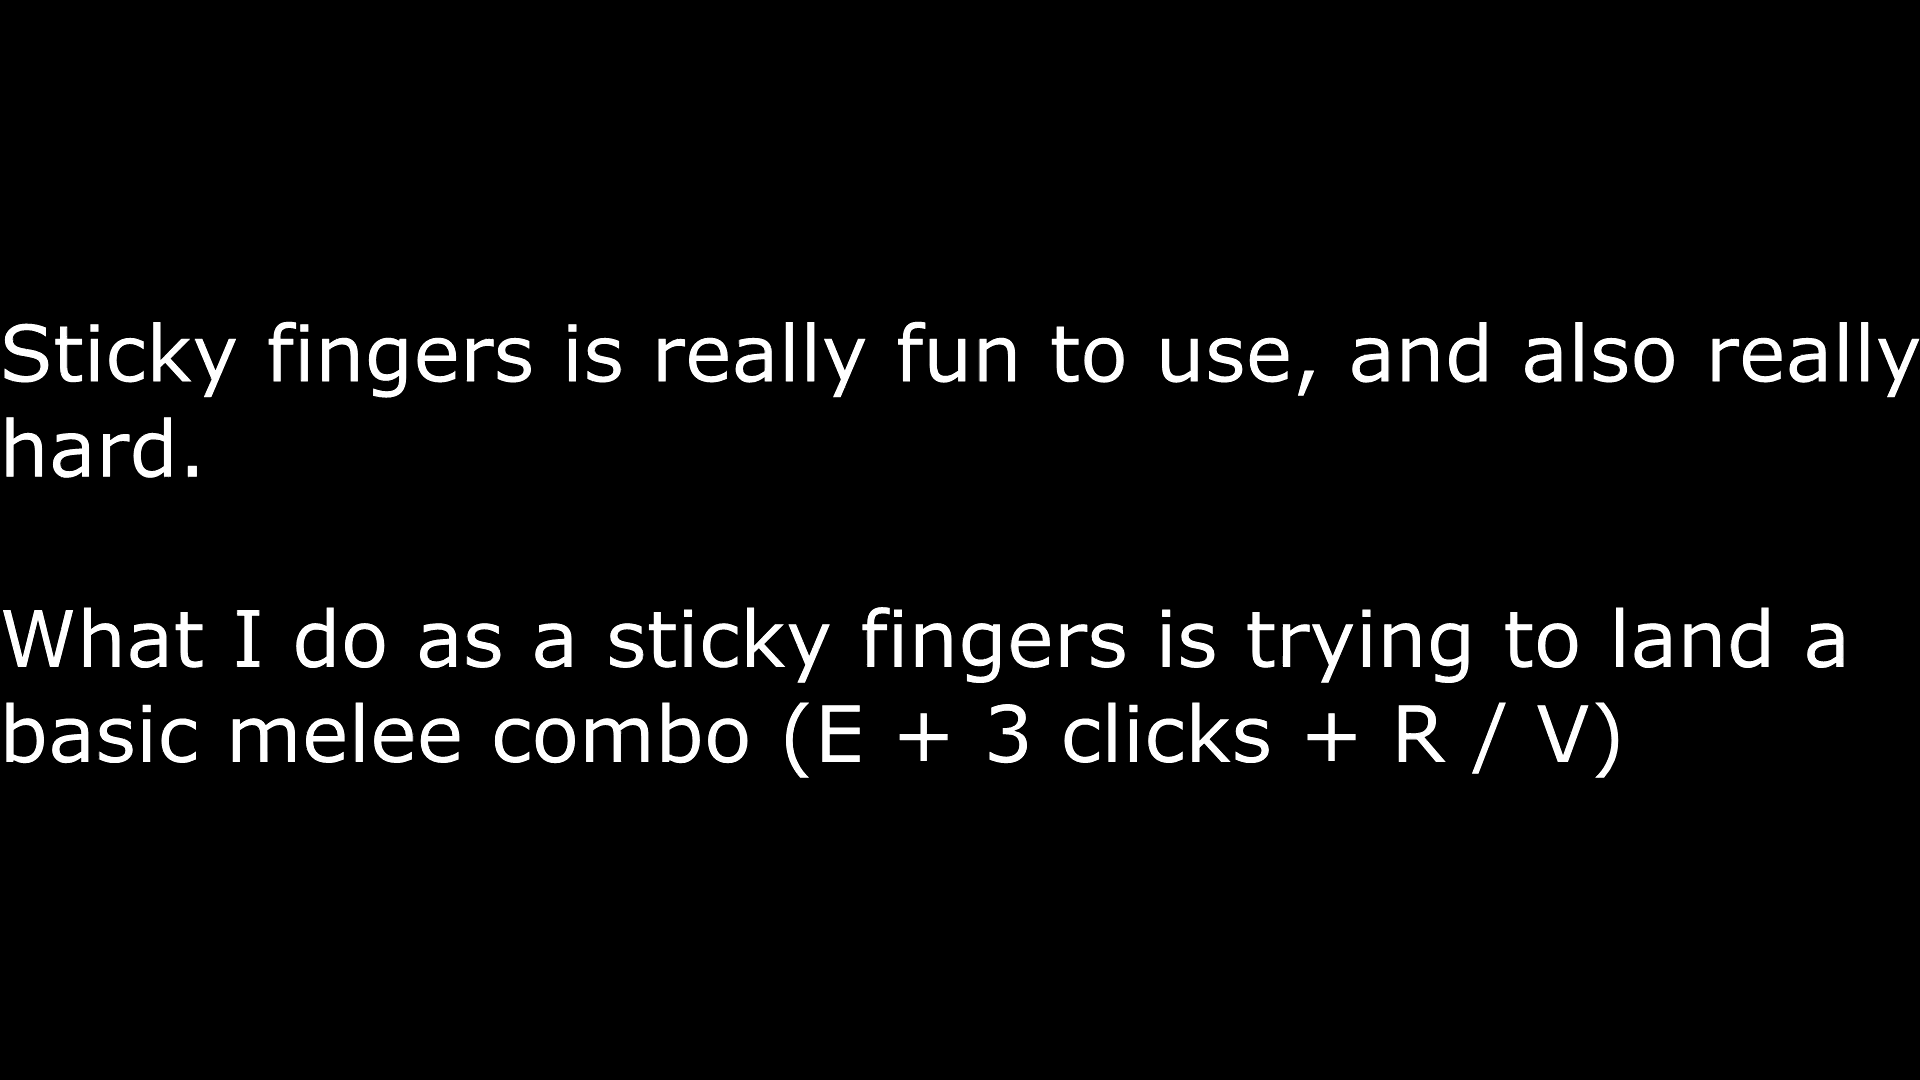 Sticky fingers is really fun to use, and also really
hard.
What I do as a sticky fingers is trying to land a
basic melee combo (E + 3 clicks + R / V)